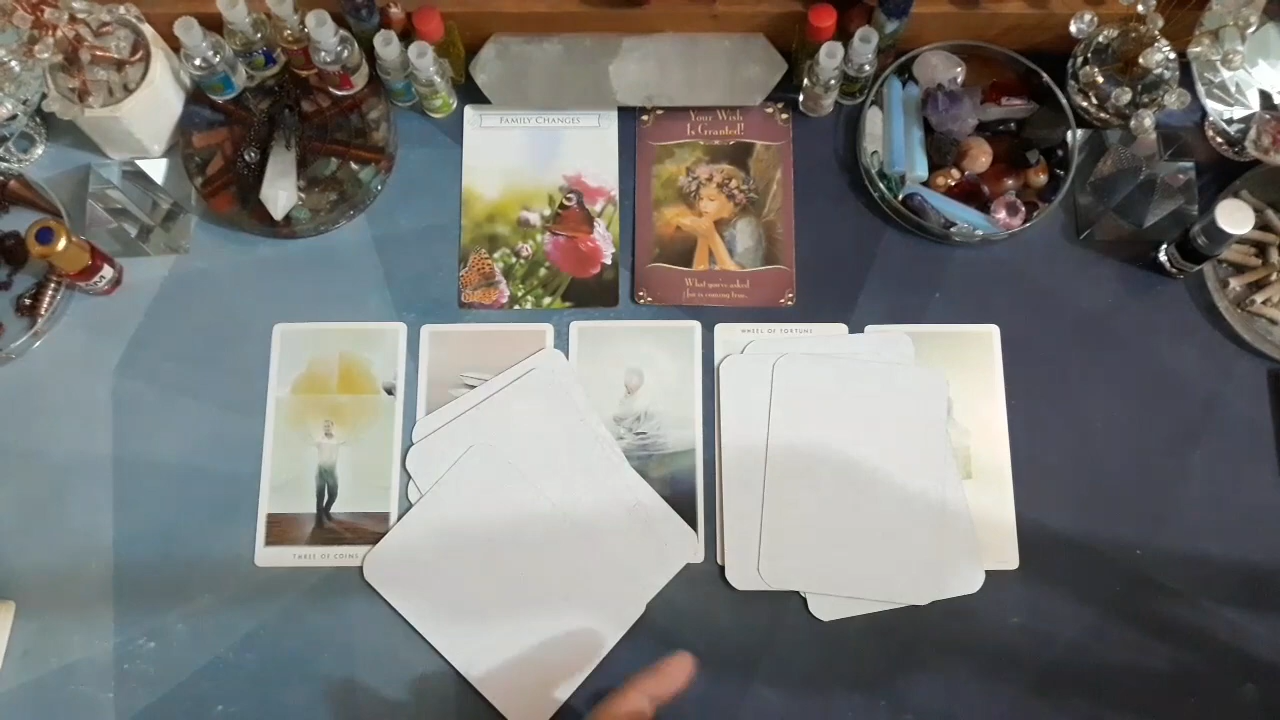 FAMILY CHANGES
Your Wish
Is Granted!
What you've asked
for is coming true.
WHEEL OF FORTUNE
THREE OF COINS